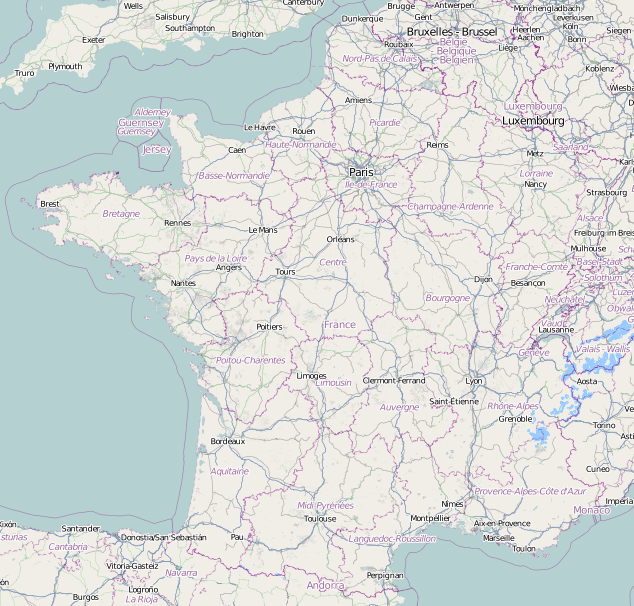 Wells
Canterbury
Salisbury
Southampton
Exeter
Brighton
Plymouth
Truro
Brugge
Antwerpen
Mönchengladbach
Leverkusen
Dunkerque
Gent
Köln
Bruxelles - Brussel
Heerlen
Siegen
Roubaix
België
Belgique
Belgien
Aachen
Bonn
Liège
Nord-Pas de Calais
Koblenz
Wiesba
Amiens
Luxembourg
Luxembourg
Alderney
Guernsey
Guernsey
Jersey
Le Havre
Rouen
Picardie
Caen
Haute-Normandie
Reims
Metz
Saarland
Basse-Normandie
Paris
Île-de-France
Lorraine
Nancy
Strasbourg
Brest
Bretagne
Rennes
Champagne-Ardenne
Alsace
Le Mans
Orléans
Freiburg im Breis
Mulhouse
Pays de la Loire
Angers
Centre
Tours
Franche-Comté
Basel-Stadt
Solothurn
Nantes
Dijon
Besançon
Bourgogne
Neuchâtel
Luze
Obwal
Poitiers
France
Vaud
Lausanne
Genève
Valais - Wallis
Poitou-Charentes
Limoges
Limousin
Clermont-Ferrand
Lyon
Aosta
Saint-Étienne
Auvergne
Rhône-Alpes
Grenoble
Torino
Asti
Bordeaux
Aquitaine
Cuneo
Provence-Alpes-Côte d'Azur
Midi-Pyrénées
Toulouse
Nîmes
Montpellier
Aix-en-Provence
Marseille
Toulon
Imperia
Monaco
Xixón
Santander
Donostia/San Sebastián
Pau
Languedoc-Roussillon
sturias
Cantabria
Vitoria-Gasteiz
Navarra
Perpignan
Andorra
Burgos
Logroño
La Rioja